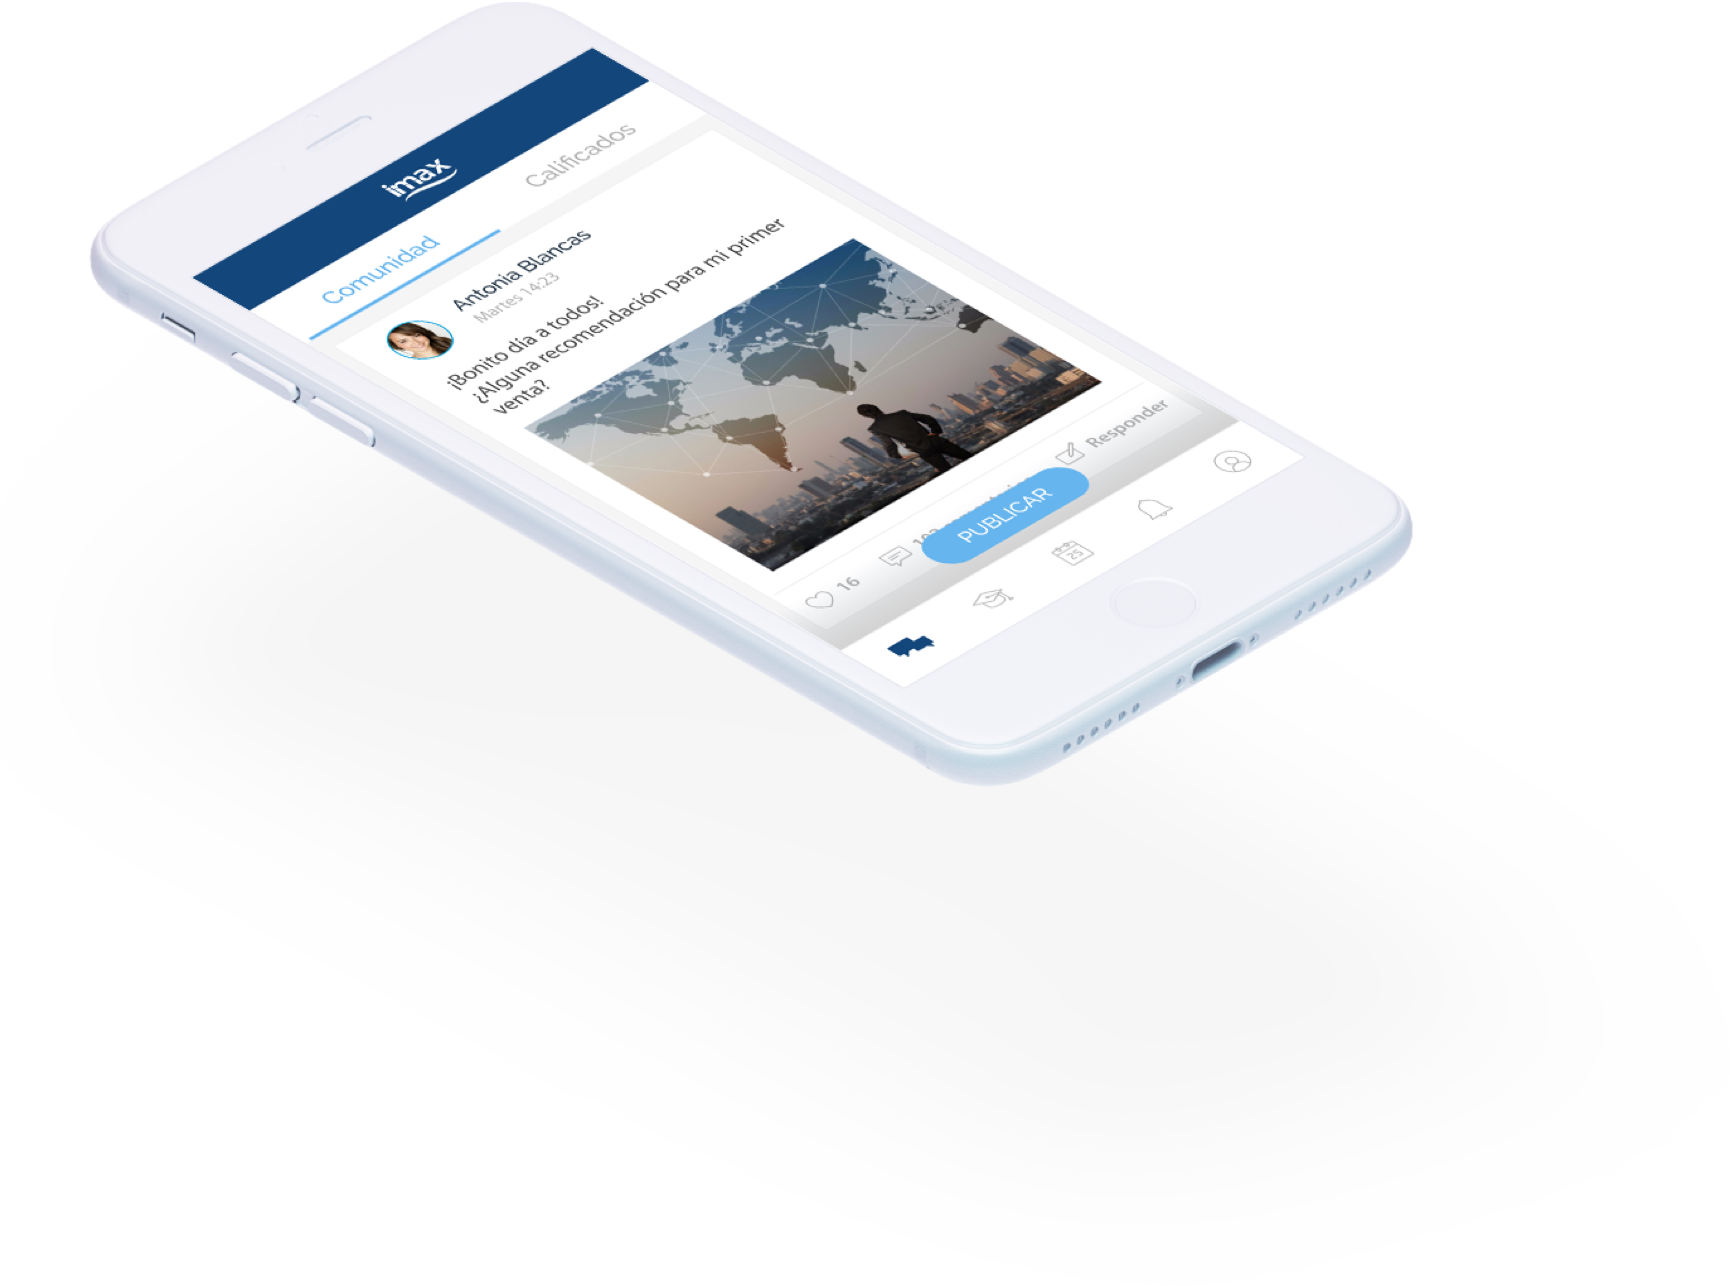 imax
Comunidad
Calificados
Antonia Blancas
Martes 14:23
¡Bonito día a todos!
¿Alguna recomendación para mi primer
venta?
16
Responder
PUBLICAR
25